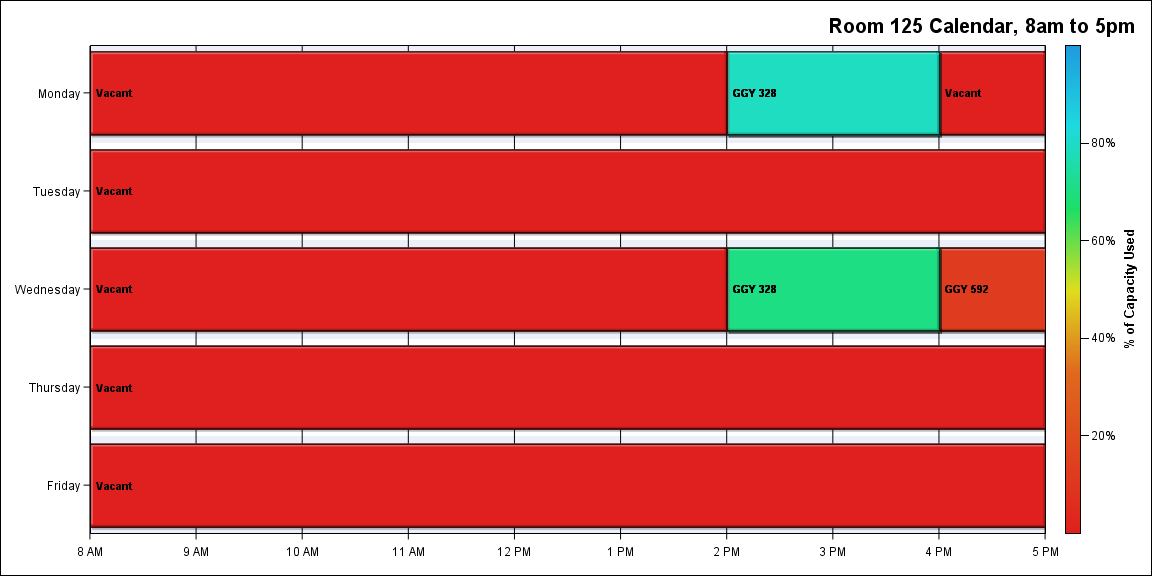 Room 125 Calendar, 8am to 5pm
Monday
Vacant
GGY 328
Vacant
Tuesday
Vacant
Wednesday
Vacant
GGY 328
GGY 592
Thursday
Vacant
Friday
Vacant
8 AM
9 AM
10 AM
11 AM
12 PM
1 PM
2 PM
3 PM
4 PM
5 PM
80%
60%
40%
20%
% of Capacity Used